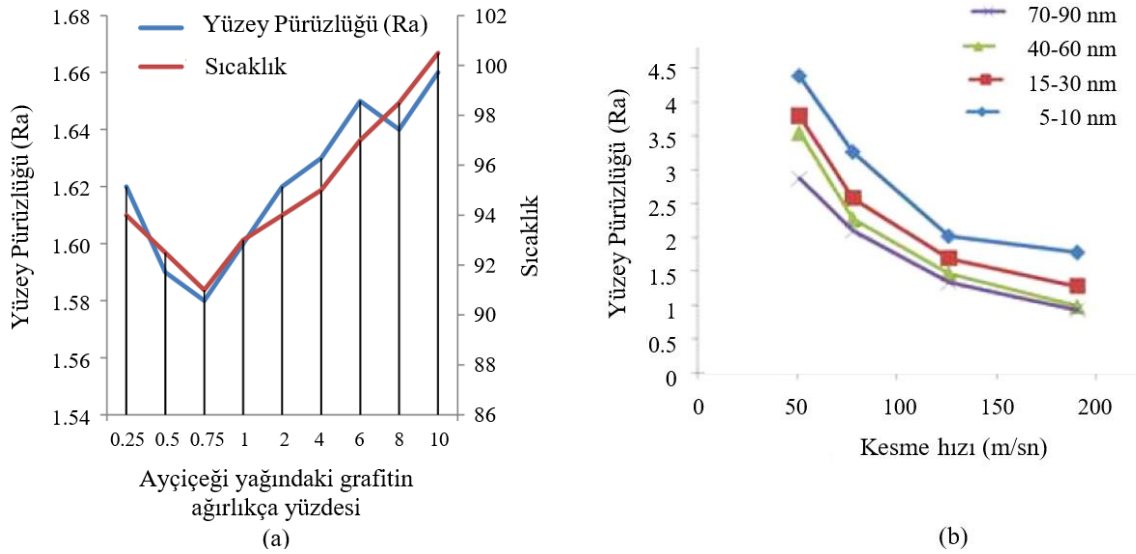 1.68
1.66
1.64
1.62
1.60
1.58
1.56
1.54
Yüzey Pürüzlüğü (Ra)
Yüzey Pürüzlüğü (Ra)
Sıcaklık
102
100
98
96
94
92
90
88
86
Sıcaklık
0.25 0.5 0.75 1 2 4 6 8 10
Ayçiçeği yağındaki grafitin
ağırlıkça yüzdesi
(a)
70-90 nm
40-60 nm
15-30 nm
5-10 nm
4.5
4
3.5
3
2.5
2
1.5
1
0.5
0
Yüzey Pürüzlüğü (Ra)
0 50 100 150 200
Kesme hızı (m/sn)
(b)